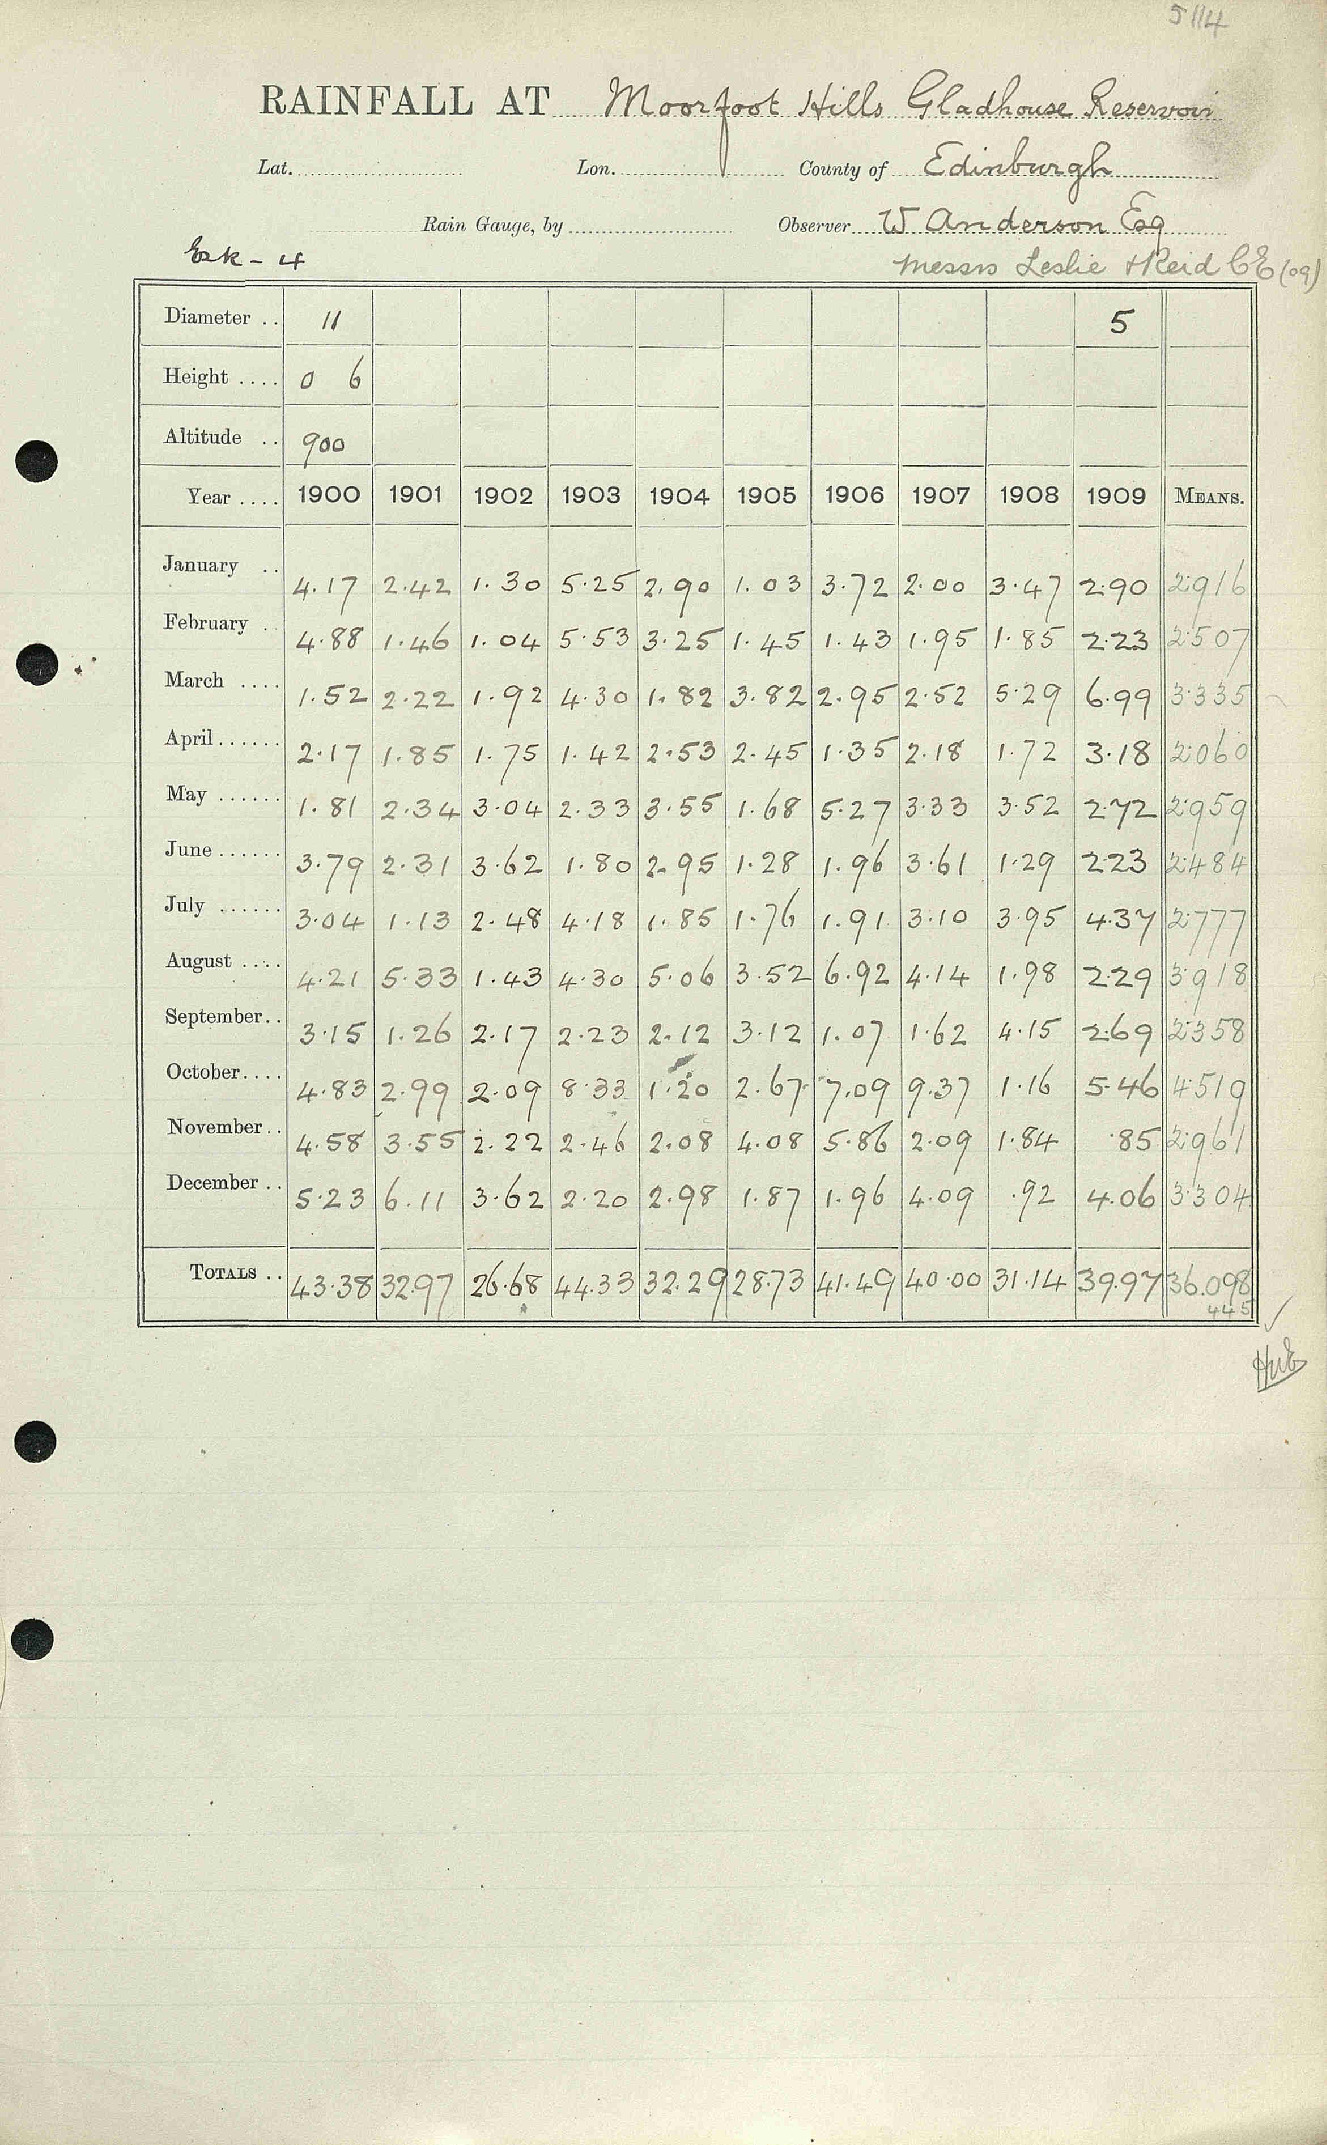 5114
RAINFALL AT Moorfoot Hills Gladhouse Reservoir
Lat. Lon. County of Edinburgh
Rain Gauge, by Observer W Anderson Esq
Esk - 4 Messrs Leslie & Reid CE (09)
Diameter .. 11 5
Height .... 0 6
Altitude .. 900
Year .... 1900 1901 1902 1903 1904 1905 1906 1907 1908 1909 MEANS.
January .. 4.17 2.42 1.30 5.25 2.90 1.03 3.72 2.00 3.47 2.90 2.916
February .. 4.88 1.46 1.04 5.53 3.25 1.45 1.43 1.95 1.85 2.23 2.507
March .... 1.52 2.22 1.92 4.30 1.82 3.82 2.95 2.52 5.29 6.99 3.335
April...... 2.17 1.85 1.75 1.42 2.53 2.45 1.35 2.18 1.72 3.18 2.060
May ...... 1.81 2.34 3.04 2.33 3.55 1.68 5.27 3.33 3.52 2.72 2.959
June...... 3.79 2.31 3.62 1.80 2.95 1.28 1.96 3.61 1.29 2.23 2.484
July ...... 3.04 1.13 2.48 4.18 1.85 1.76 1.91 3.10 3.95 4.37 2.777
August .... 4.21 5.33 1.43 4.30 5.06 3.52 6.92 4.14 1.98 2.29 3.918
September.. 3.15 1.26 2.17 2.23 2.12 3.12 1.07 1.62 4.15 2.69 2.358
October.... 4.83 2.99 2.09 8.33 1.20 2.67 7.09 9.37 1.16 5.46 4.519
November.. 4.58 3.55 2.22 2.46 2.08 4.08 5.86 2.09 1.84 .85 2.961
December .. 5.23 6.11 3.62 2.20 2.98 1.87 1.96 4.09 .92 4.06 3.304
TOTALS .. 43.38 32.97 26.68 44.33 32.29 28.73 41.49 40.00 31.14 39.97 36.098
445